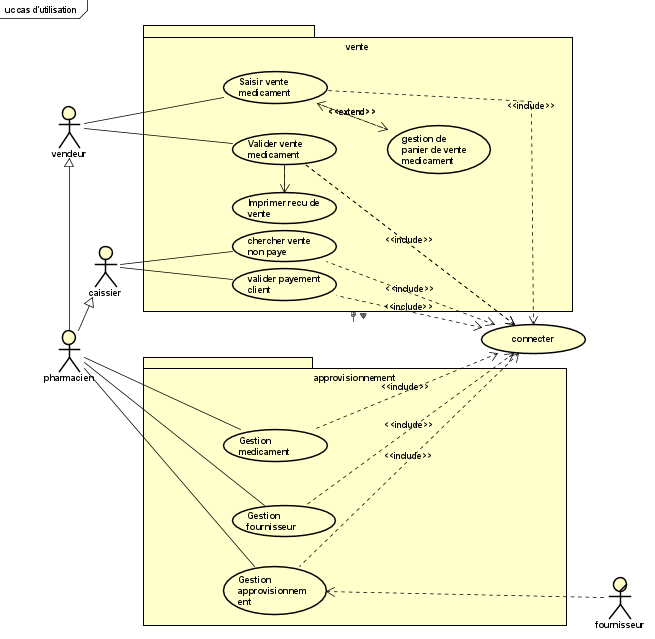 uc cas d'utilisation
vente
Saisir vente
medicament
<<include>>
<<extend>>
vendeur
Valider vente
medicament
gestion de
panier de vente
medicament
Imprimer recu de
vente
chercher vente
non paye
<<include>>
caissier
valider payement
client
<<include>>
<<include>>
connecter
pharmacien
approvisionnement
<<include>>
Gestion
medicament
<<include>>
<<include>>
Gestion
fournisseur
Gestion
approvisionnem
ent
fournisseur